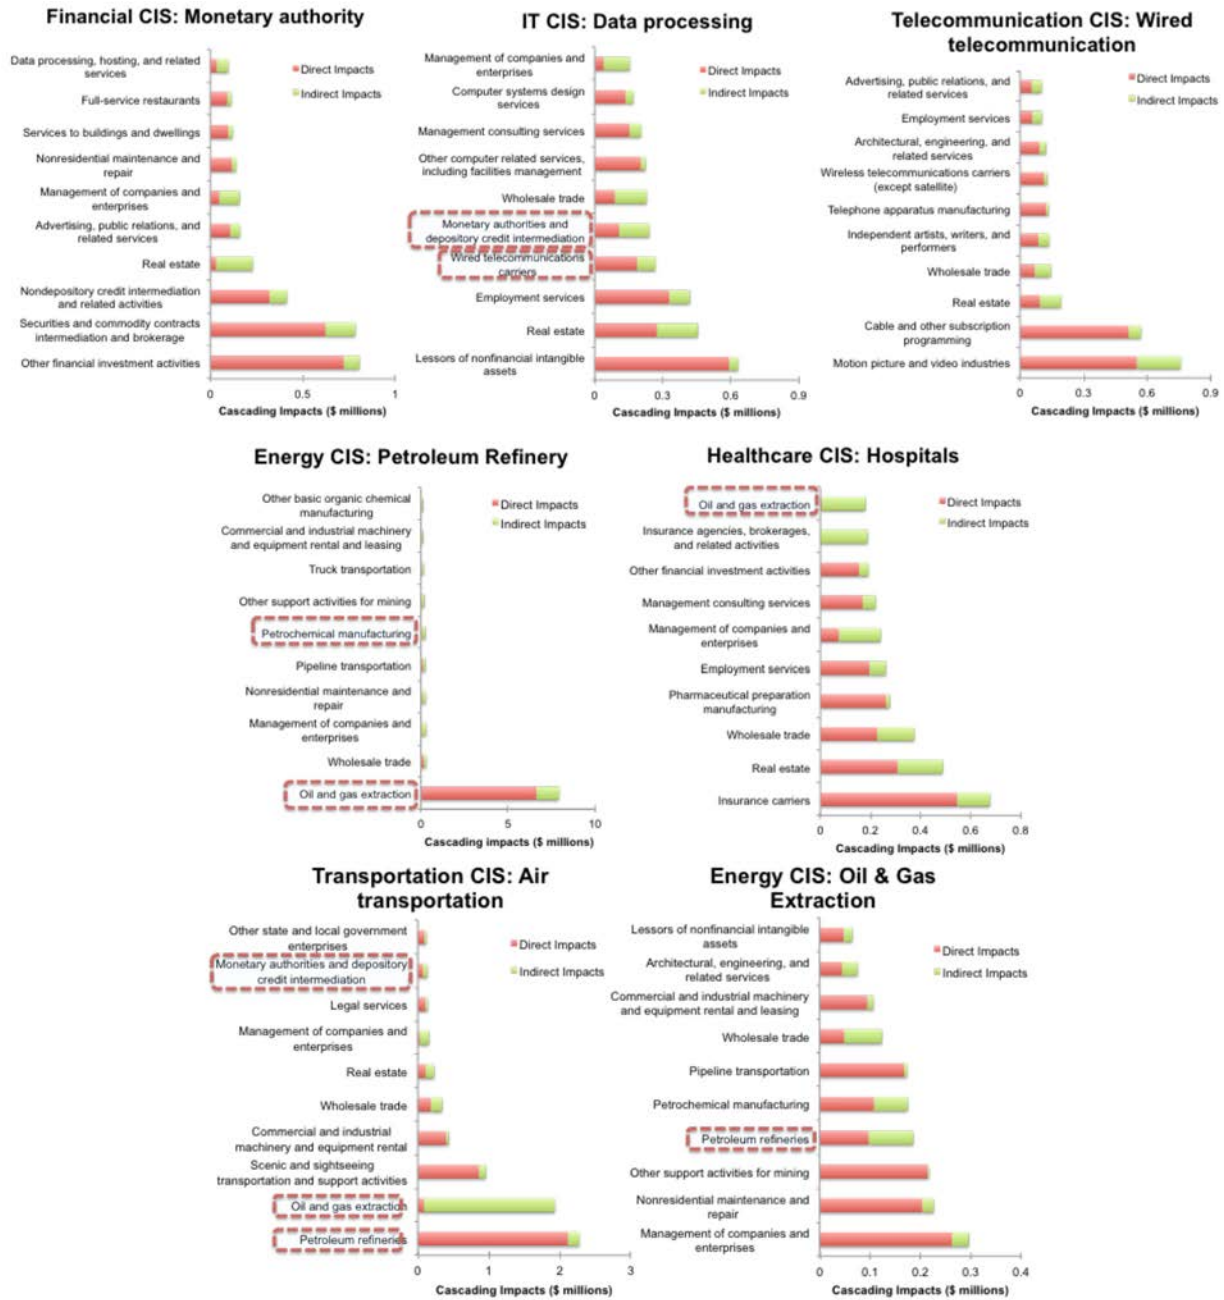 Financial CIS: Monetary authority
Data processing, hosting, and related
services
Full-service restaurants
Services to buildings and dwellings
Nonresidential maintenance and
repair
Management of companies and
enterprises
Advertising, public relations, and
related services
Real estate
Nondepository credit intermediation
and related activities
Securities and commodity contracts
intermediation and brokerage
Other financial investment activities
Direct Impacts
Indirect Impacts
0 0.5 1
Cascading Impacts ($ millions)
IT CIS: Data processing
Management of companies and
enterprises
Computer systems design
services
Management consulting services
Other computer related services,
including facilities management
Wholesale trade
Monetary authorities and
depository credit intermediation
Wired telecommunications
carriers
Employment services
Real estate
Lessors of nonfinancial intangible
assets
Direct Impacts
Indirect Impacts
0 0.3 0.6 0.9
Cascading Impacts ($ millions)
Telecommunication CIS: Wired
telecommunication
Advertising, public relations, and
related services
Employment services
Architectural, engineering, and
related services
Wireless telecommunications carriers
(except satellite)
Telephone apparatus manufacturing
Independent artists, writers, and
performers
Wholesale trade
Real estate
Cable and other subscription
programming
Motion picture and video industries
Direct Impacts
Indirect Impacts
0 0.3 0.6 0.9
Cascading Impacts ($ millions)
Energy CIS: Petroleum Refinery
Other basic organic chemical
manufacturing
Commercial and industrial machinery
and equipment rental and leasing
Truck transportation
Other support activities for mining
Petrochemical manufacturing
Pipeline transportation
Nonresidential maintenance and
repair
Management of companies and
enterprises
Wholesale trade
Oil and gas extraction
Direct Impacts
Indirect Impacts
0 5 10
Cascading impacts ($ millions)
Healthcare CIS: Hospitals
Oil and gas extraction
Insurance agencies, brokerages,
and related activities
Other financial investment activities
Management consulting services
Management of companies and
enterprises
Employment services
Pharmaceutical preparation
manufacturing
Wholesale trade
Real estate
Insurance carriers
Direct Impacts
Indirect Impacts
0 0.2 0.4 0.6 0.8
Cascading Impacts ($ millions)
Transportation CIS: Air
transportation
Other state and local government
enterprises
Monetary authorities and depository
credit intermediation
Legal services
Management of companies and
enterprises
Real estate
Wholesale trade
Commercial and industrial
machinery and equipment rental
Scenic and sightseeing
transportation and support activities
Oil and gas extraction
Petroleum refineries
Direct Impacts
Indirect Impacts
0 1 2 3
Cascading Impacts ($ millions)
Energy CIS: Oil & Gas
Extraction
Lessors of nonfinancial intangible
assets
Architectural, engineering, and
related services
Commercial and industrial machinery
and equipment rental and leasing
Wholesale trade
Pipeline transportation
Petrochemical manufacturing
Petroleum refineries
Other support activities for mining
Nonresidential maintenance and
repair
Management of companies and
enterprises
Direct Impacts
Indirect Impacts
0 0.1 0.2 0.3 0.4
Cascading Impacts ($ millions)